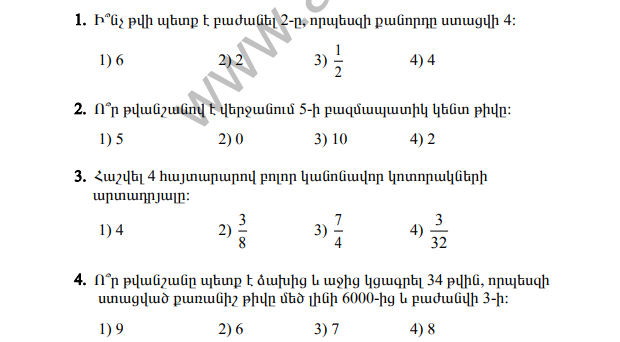 1. Ի՞նչ թվի պետք է բաժանել 2-ը, որպեսզի քանորդը ստացվի 4:
1) 6 2) 2 3) 1/2 4) 4
2. Ո՞ր թվանշանով է վերջանում 5-ի բազմապատիկ կենտ թիվը:
1) 5 2) 0 3) 10 4) 2
3. Հաշվել 4 հայտարարով բոլոր կանոնավոր կոտորակների
արտադրյալը:
1) 4 2) 3/8 3) 7/4 4) 3/32
4. Ո՞ր թվանշանը պետք է ձախից և աջից կցագրել 34 թվին, որպեսզի
ստացված քառանիշ թիվը մեծ լինի 6000-ից և բաժանվի 3-ի:
1) 9 2) 6 3) 7 4) 8